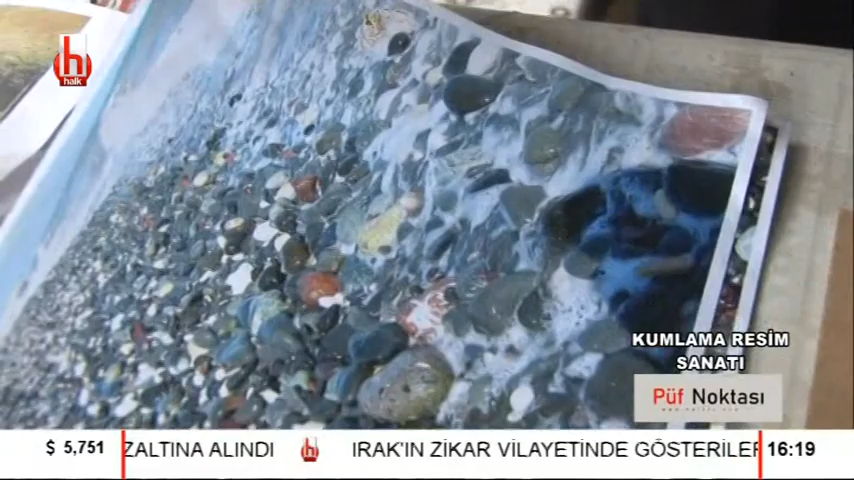 halk
KUMLAMA RESİM
SANATI
Püf Noktası
$ 5,751
ZALTINA ALINDI
halk
IRAK'IN ZİKAR VİLAYETİNDE GÖSTERİLER
16:19